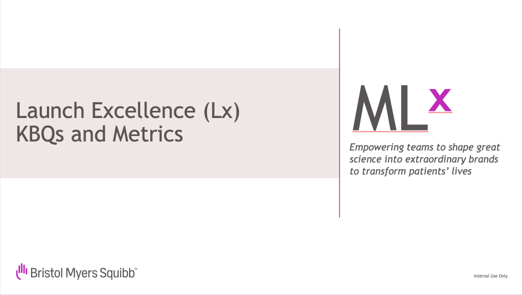 Launch Excellence (Lx)
KBQs and Metrics
MLx
Empowering teams to shape great
science into extraordinary brands
to transform patients' lives
Bristol Myers Squibb™
Internal Use Only